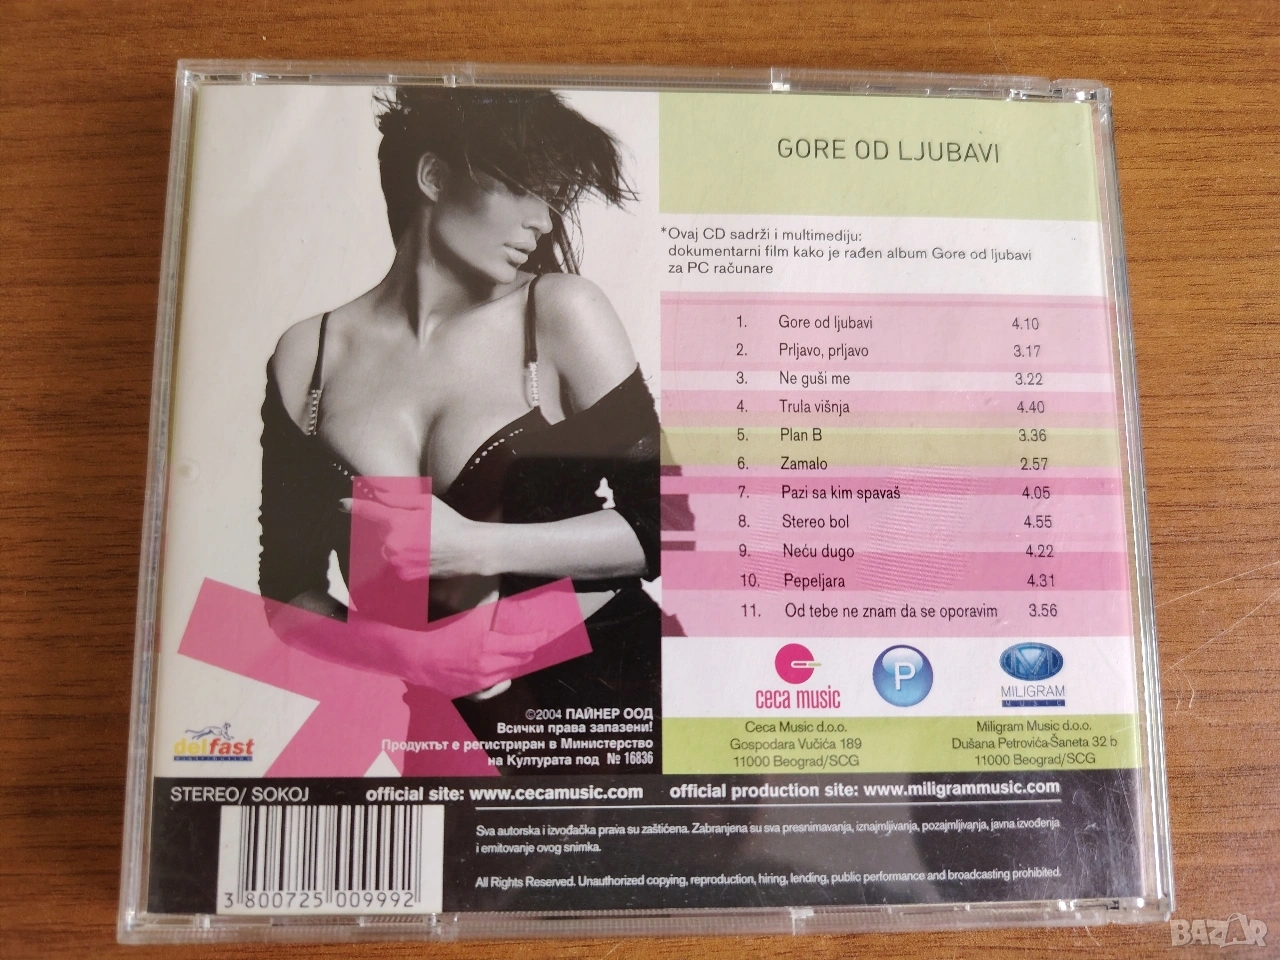 GORE OD LJUBAVI
*Ovaj CD sadrži i multimediju:
dokumentarni film kako je rađen album Gore od ljubavi
za PC računare
1. Gore od ljubavi 4.10
2. Prljavo, prljavo 3.17
3. Ne guši me 3.22
4. Trula višnja 4.40
5. Plan B 3.36
6. Zamalo 2.57
7. Pazi sa kim spavaš 4.05
8. Stereo bol 4.55
9. Neću dugo 4.22
10. Pepeljara 4.31
11. Od tebe ne znam da se oporavim 3.56
ceca music
P
M
MILIGRAM
MUSIC
Ceca Music d.o.o.
Gospodara Vučića 189
11000 Beograd/SCG
Miligram Music d.o.o.
Dušana Petrovića-Šaneta 32 b
11000 Beograd/SCG
©2004 ПАЙНЕР ООД
Всички права запазени!
Продуктът е регистриран в Министерство
на Културата под № 16836
delfast
STEREO/ SOKOJ
official site: www.cecamusic.com
official production site: www.miligrammusic.com
Sva autorska i izvođačka prava su zaštićena. Zabranjena su sva presnimavanja, iznajmljivanja, pozajmljivanja, javna izvođenja
i emitovanje ovog snimka.
All Rights Reserved. Unauthorized copying, reproduction, hiring, lending, public performance and broadcasting prohibited.
3 800725 009992
BAZAR